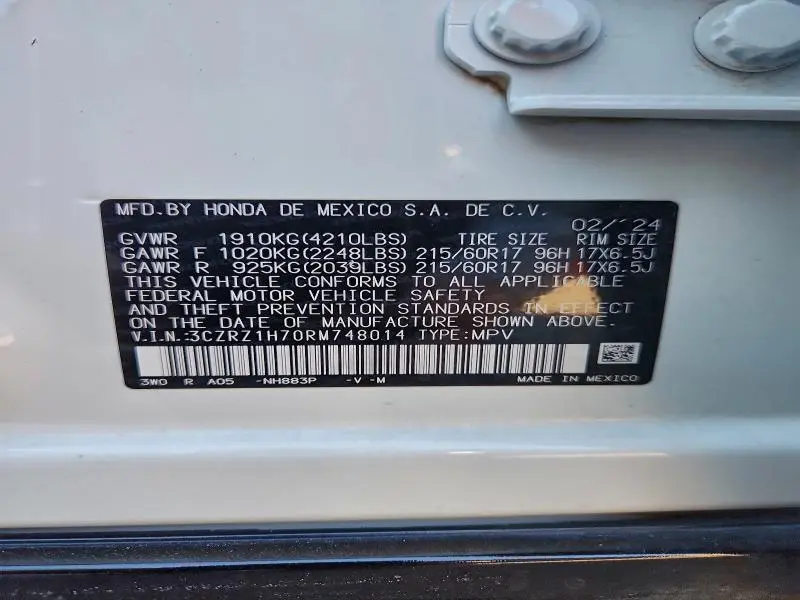 MFD.BY HONDA DE MEXICO S.A. DE C.V.
02/'24
GVWR 1910KG(4210LBS) TIRE SIZE RIM SIZE
GAWR F 1020KG(2248LBS) 215/60R17 96H 17X6.5J
GAWR R 925KG(2039LBS) 215/60R17 96H 17X6.5J
THIS VEHICLE CONFORMS TO ALL APPLICABLE
FEDERAL MOTOR VEHICLE SAFETY
AND THEFT PREVENTION STANDARDS IN EFFECT
ON THE DATE OF MANUFACTURE SHOWN ABOVE.
V.I.N.:3CZRZ1H70RM748014 TYPE:MPV
3W0 R A05 -NH883P -V -M MADE IN MEXICO